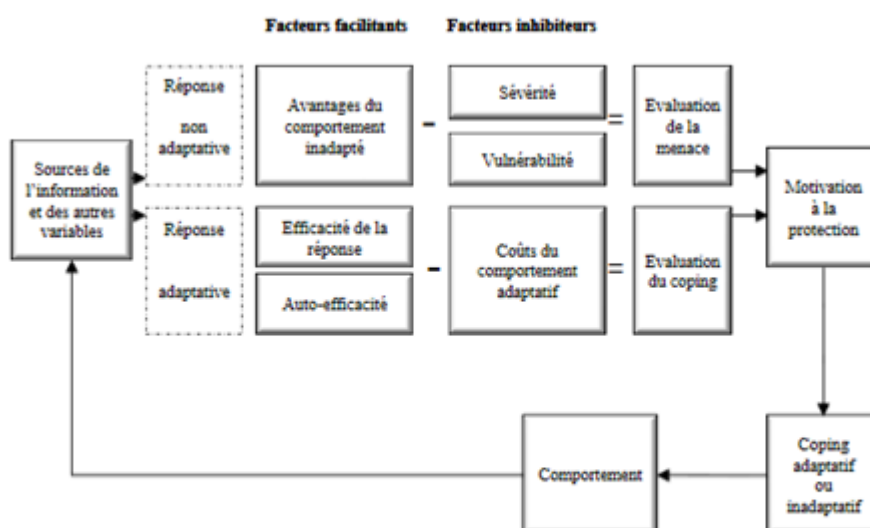 Facteurs facilitants
Facteurs inhibiteurs
Réponse
non
adaptative
Avantages du
comportement
inadapté
-
Sévérité
Vulnérabilité
=
Evaluation
de la
menace
Sources de
l'information
et des autres
variables
Motivation
à la
protection
Réponse
adaptative
Efficacité de la
réponse
Auto-efficacité
-
Coûts du
comportement
adaptatif
=
Evaluation
du coping
Comportement
Coping
adaptatif
ou
inadaptatif